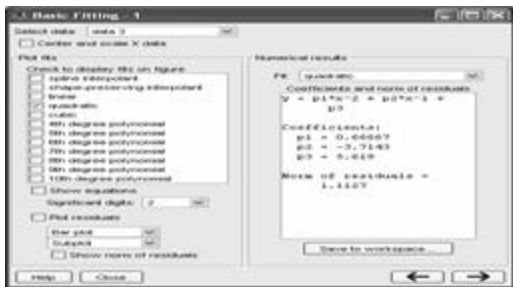 Basic Fitting - 1
Select data: data 3
Center and scale X data
Plot fits
Check to display fits on figure
spline interpolant
shape-preserving interpolant
linear
quadratic
cubic
4th degree polynomial
5th degree polynomial
6th degree polynomial
7th degree polynomial
8th degree polynomial
9th degree polynomial
10th degree polynomial
Show equations
Significant digits: 2
Plot residuals
Bar plot
Subplot
Show norm of residuals
Help
Close
Numerical results
Fit: quadratic
Coefficients and norm of residuals
y = p1*x^2 + p2*x^1 +
p3
Coefficients:
p1 = 0.66667
p2 = -3.7143
p3 = 5.619
Norm of residuals =
1.1127
Save to workspace...